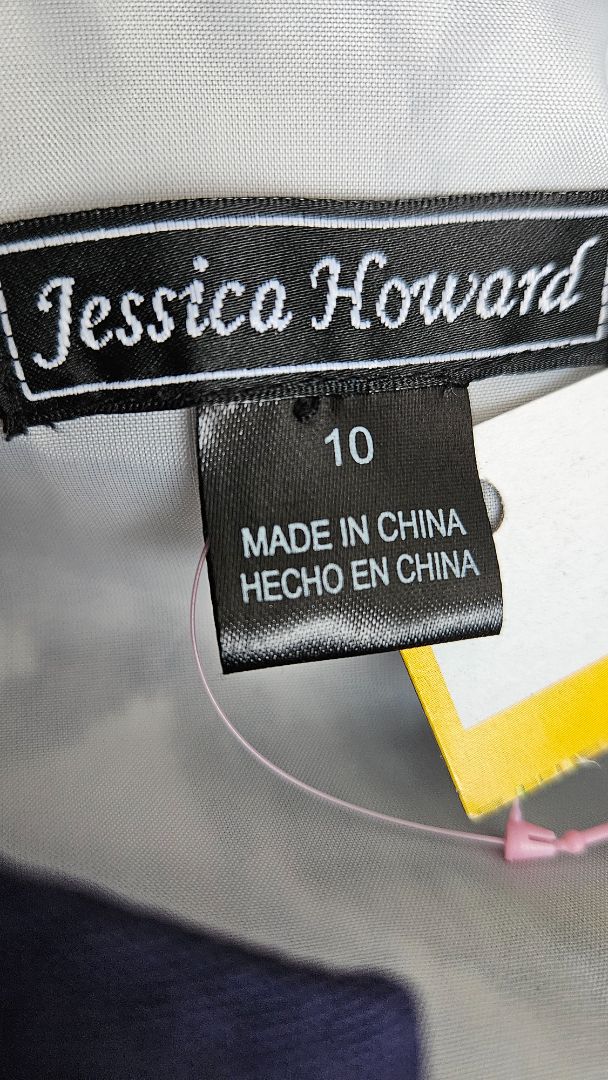 Jessica Howard
10
MADE IN CHINA
HECHO EN CHINA